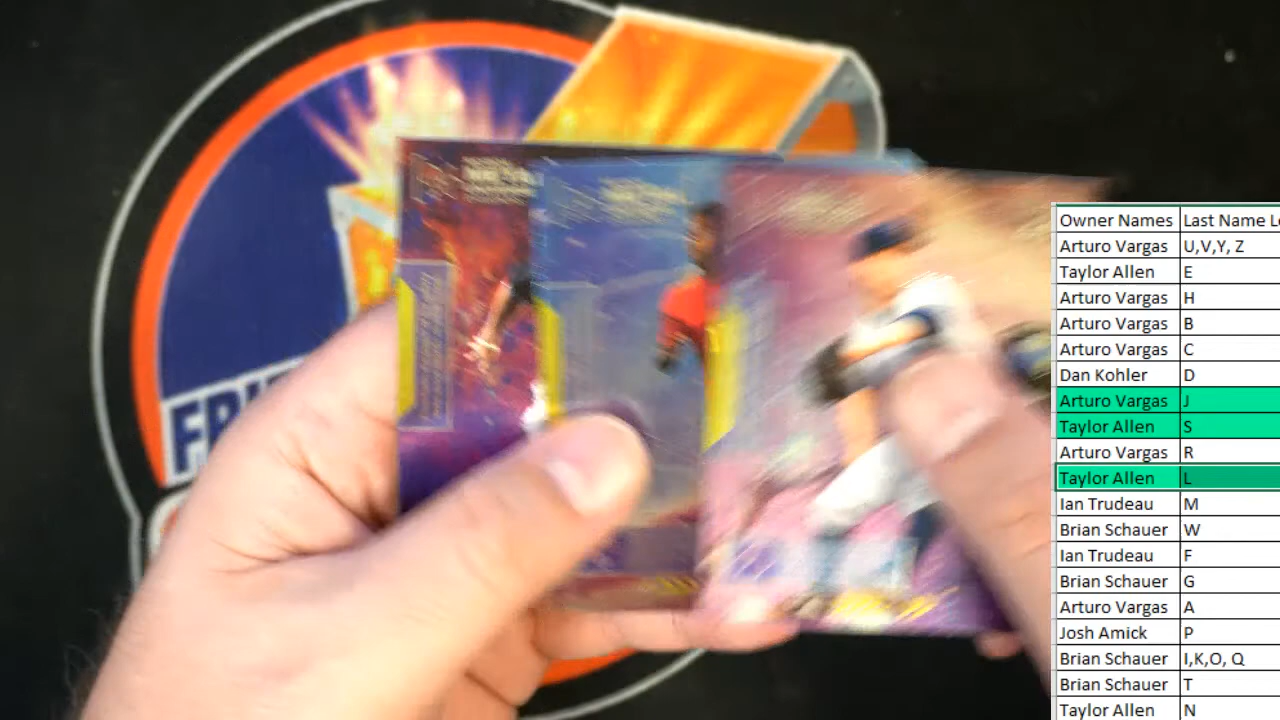 Owner Names Last Name Le
Arturo Vargas U,V,Y, Z
Taylor Allen E
Arturo Vargas H
Arturo Vargas B
Arturo Vargas C
Dan Kohler D
Arturo Vargas J
Taylor Allen S
Arturo Vargas R
Taylor Allen L
Ian Trudeau M
Brian Schauer W
Ian Trudeau F
Brian Schauer G
Arturo Vargas A
Josh Amick P
Brian Schauer I,K,O, Q
Brian Schauer T
Taylor Allen N
FRI